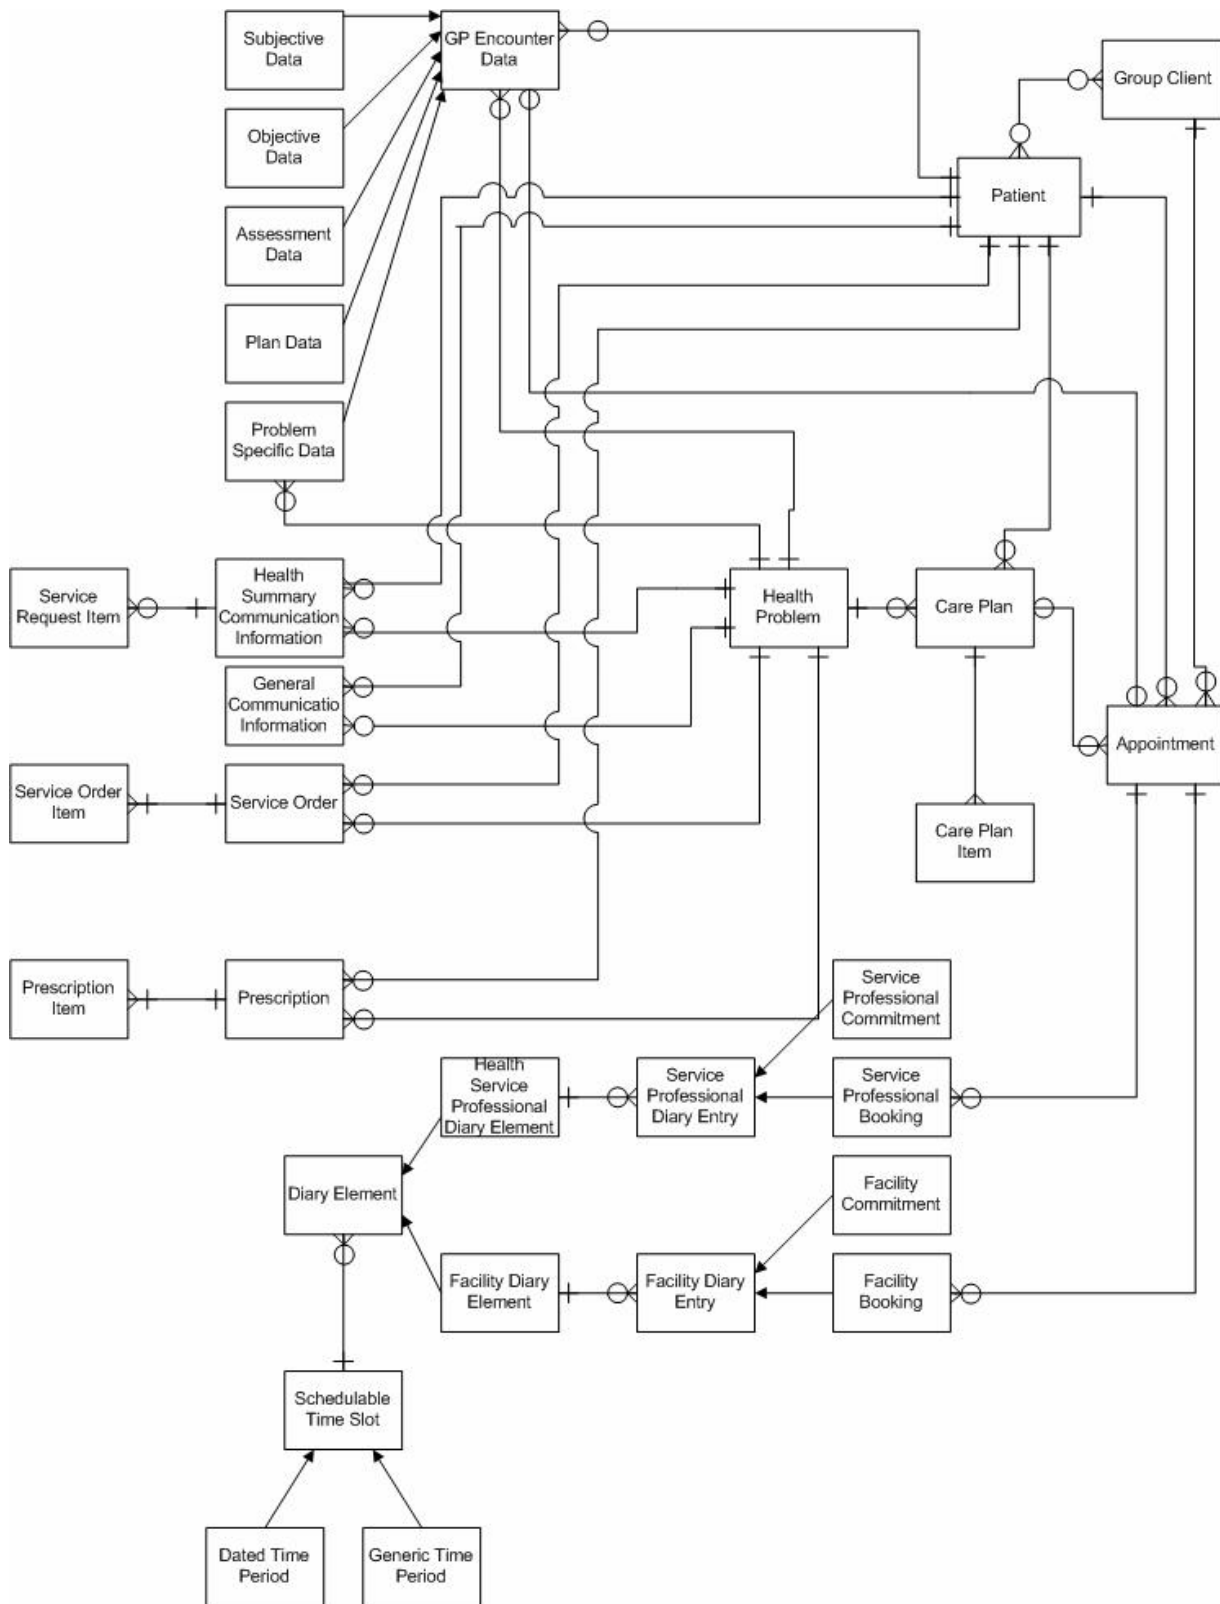 Subjective
Data
GP Encounter
Data
Group Client
Objective
Data
Patient
Assessment
Data
Plan Data
Problem
Specific Data
Service
Request Item
Health
Summary
Communication
Information
Health
Problem
Care Plan
General
Communicatio
Information
Appointment
Service Order
Item
Service Order
Care Plan
Item
Prescription
Item
Prescription
Service
Professional
Commitment
Health
Service
Professional
Diary Element
Service
Professional
Diary Entry
Service
Professional
Booking
Diary Element
Facility
Commitment
Facility Diary
Element
Facility Diary
Entry
Facility
Booking
Schedulable
Time Slot
Dated Time
Period
Generic Time
Period